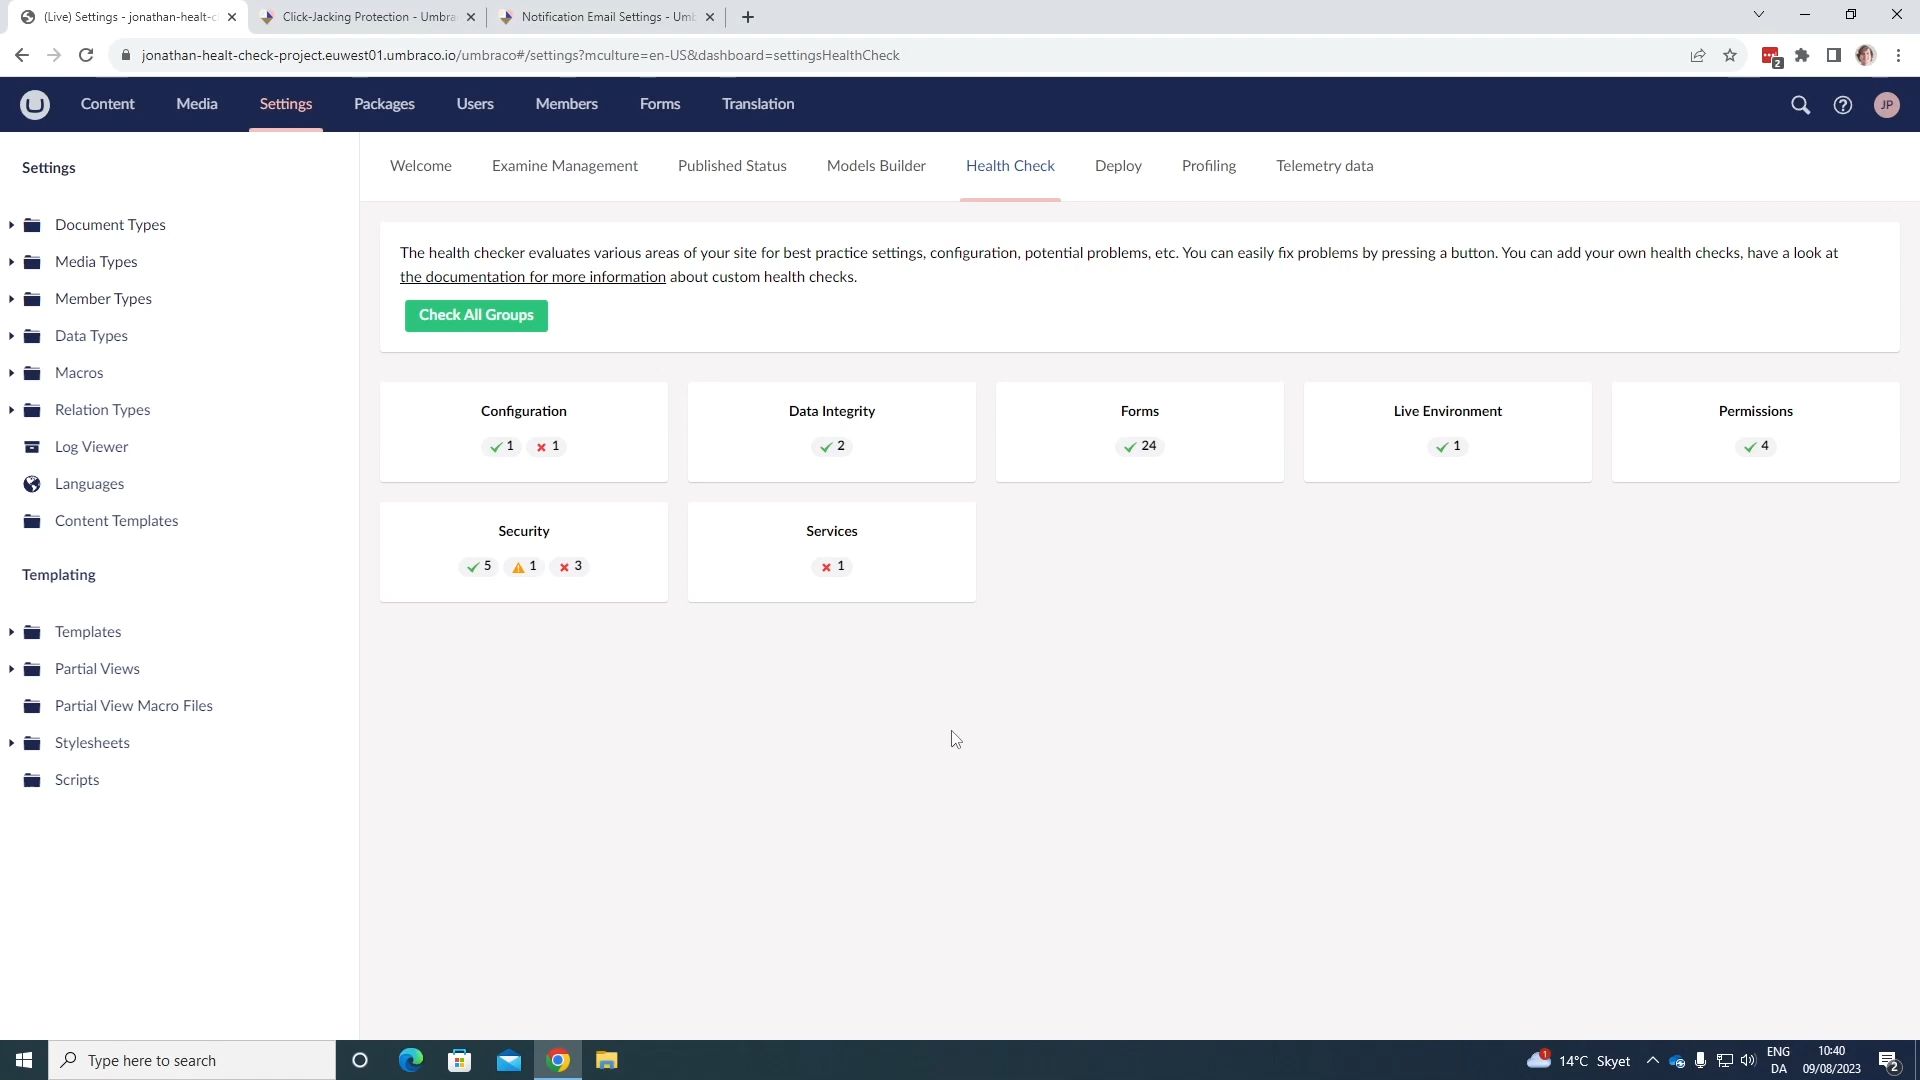 (Live) Settings - jonathan-healt-c
Click-Jacking Protection - Umbra
Notification Email Settings - Umb
jonathan-healt-check-project.euwest01.umbraco.io/umbraco#/settings?mculture=en-US&dashboard=settingsHealthCheck
2
Content
Media
Settings
Packages
Users
Members
Forms
Translation
JP
Settings
Document Types
Media Types
Member Types
Data Types
Macros
Relation Types
Log Viewer
Languages
Content Templates
Templating
Templates
Partial Views
Partial View Macro Files
Stylesheets
Scripts
Welcome
Examine Management
Published Status
Models Builder
Health Check
Deploy
Profiling
Telemetry data
The health checker evaluates various areas of your site for best practice settings, configuration, potential problems, etc. You can easily fix problems by pressing a button. You can add your own health checks, have a look at
the documentation for more information about custom health checks.
Check All Groups
Configuration
1 1
Data Integrity
2
Forms
24
Live Environment
1
Permissions
4
Security
5 1 3
Services
1
Type here to search
1
14°C Skyet
ENG
DA
10:40
09/08/2023
2